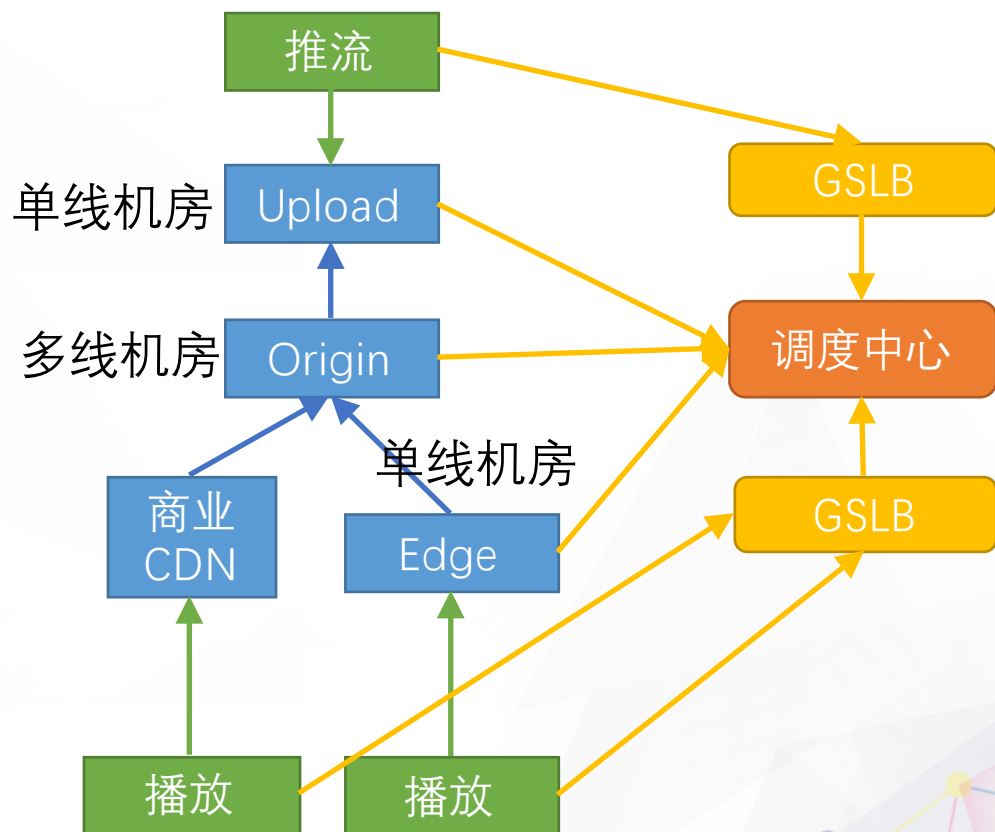 推流
GSLB
单线机房
Upload
多线机房
Origin
调度中心
单线机房
商业
CDN
Edge
GSLB
播放
播放